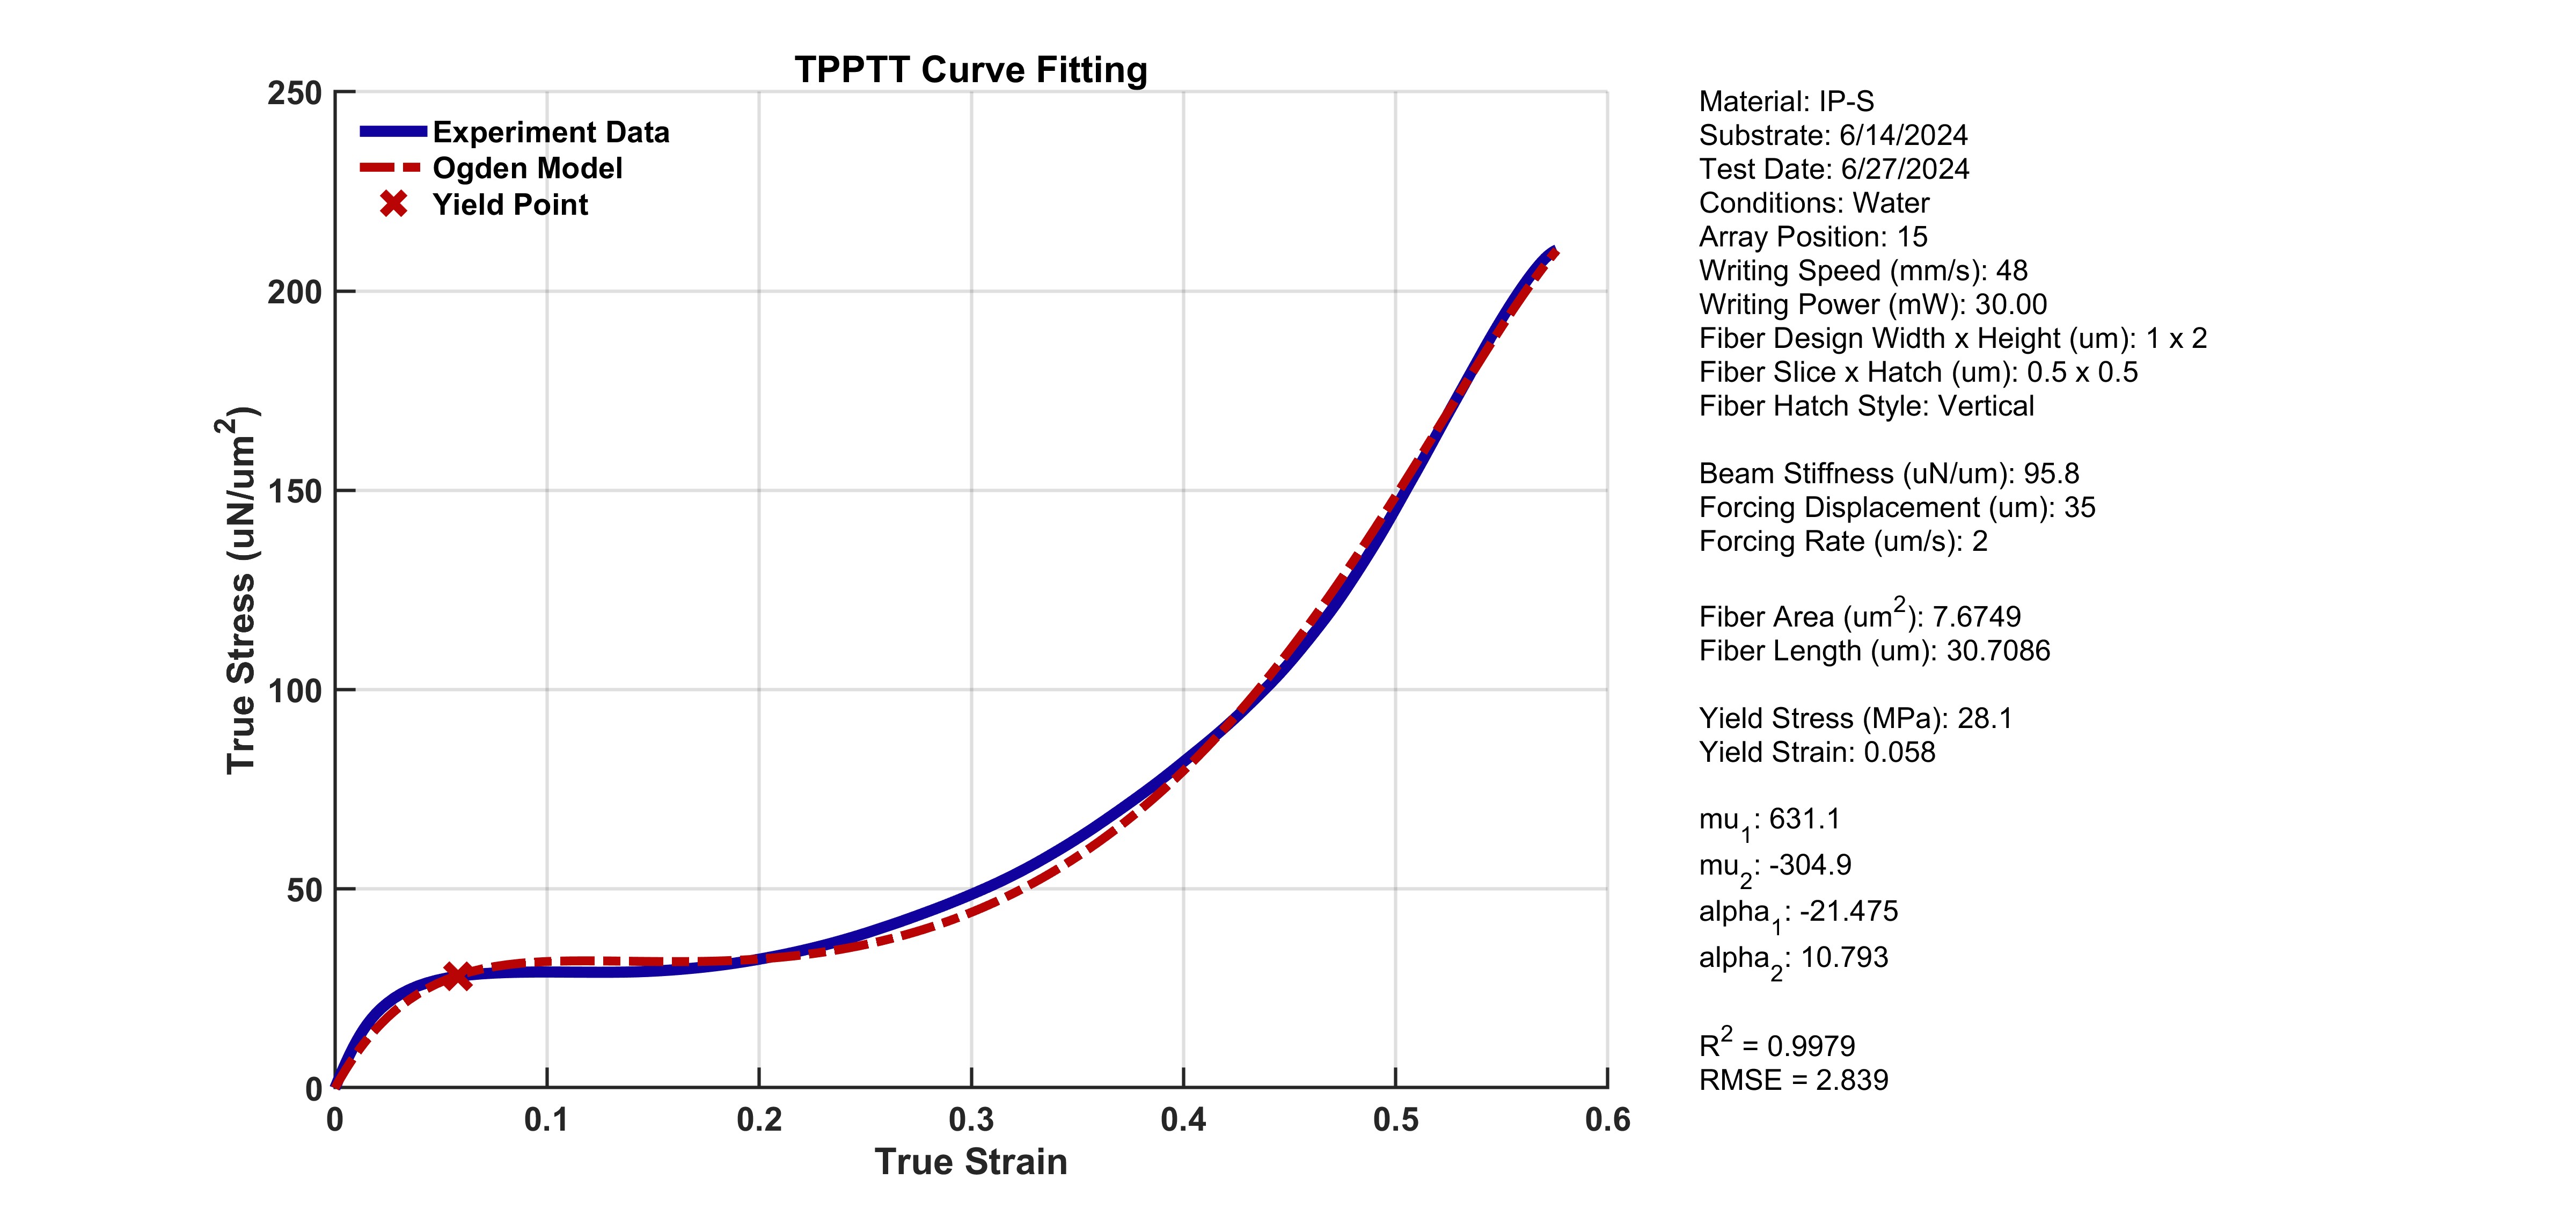 TPPTT Curve Fitting
250
200
150
100
50
0
0 0.1 0.2 0.3 0.4 0.5 0.6
True Stress (uN/um²)
True Strain
Experiment Data
Ogden Model
Yield Point
Material: IP-S
Substrate: 6/14/2024
Test Date: 6/27/2024
Conditions: Water
Array Position: 15
Writing Speed (mm/s): 48
Writing Power (mW): 30.00
Fiber Design Width x Height (um): 1 x 2
Fiber Slice x Hatch (um): 0.5 x 0.5
Fiber Hatch Style: Vertical
Beam Stiffness (uN/um): 95.8
Forcing Displacement (um): 35
Forcing Rate (um/s): 2
Fiber Area (um²): 7.6749
Fiber Length (um): 30.7086
Yield Stress (MPa): 28.1
Yield Strain: 0.058
mu₁: 631.1
mu₂: -304.9
alpha₁: -21.475
alpha₂: 10.793
R² = 0.9979
RMSE = 2.839